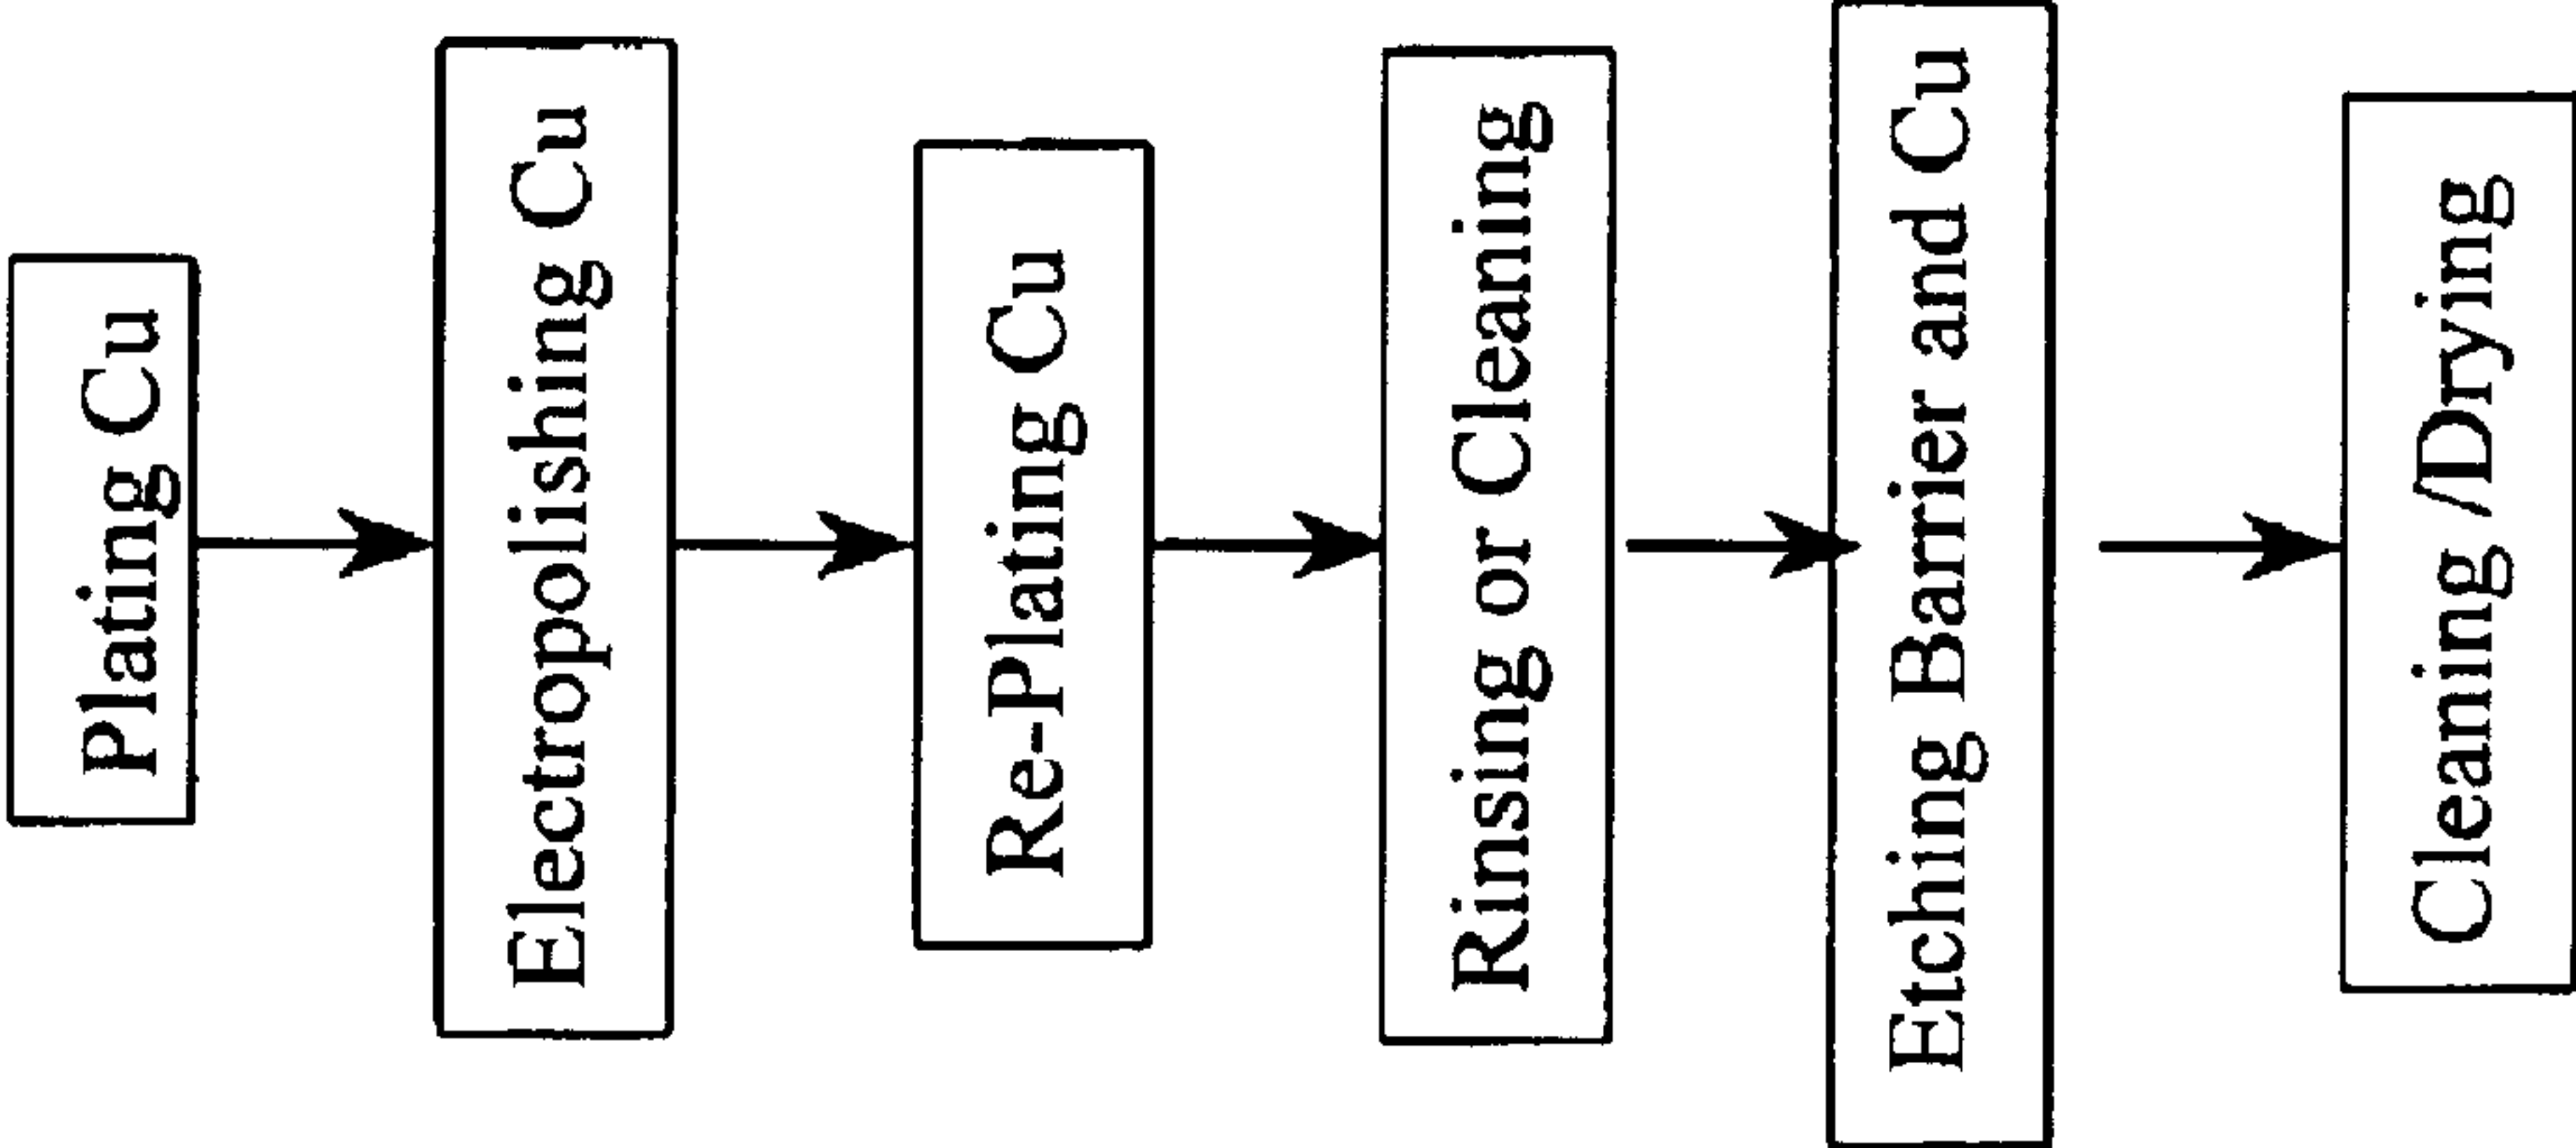 Plating Cu
Electropolishing Cu
Re-Plating Cu
Rinsing or Cleaning
Etching Barrier and Cu
Cleaning /Drying